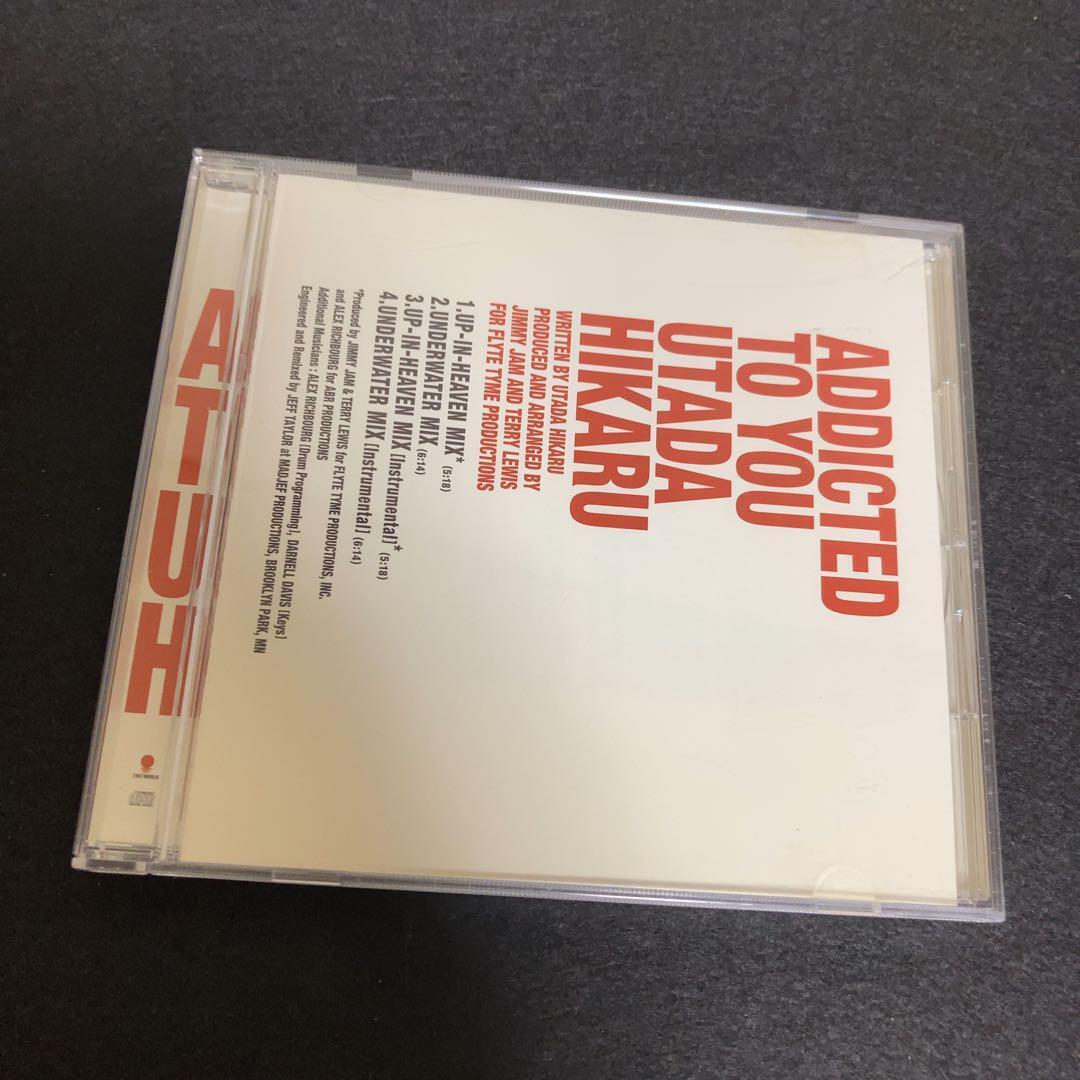 ADDICTED
TO YOU
UTADA
HIKARU
WRITTEN BY UTADA HIKARU
PRODUCED AND ARRANGED BY
JIMMY JAM AND TERRY LEWIS
FOR FLYTE TYME PRODUCTIONS
1.UP-IN-HEAVEN MIX* (5:18)
2.UNDERWATER MIX (6:14)
3.UP-IN-HEAVEN MIX [Instrumental]* (5:18)
4.UNDERWATER MIX [Instrumental] (6:14)
*Produced by JIMMY JAM & TERRY LEWIS for FLYTE TYME PRODUCTIONS, INC.
and ALEX RICHBOURG for ABR PRODUCTIONS
Additional Musicians : ALEX RICHBOURG [Drum Programming], DARNELL DAVIS [Keys]
Engineered and Remixed by JEFF TAYLOR at MADJEF PRODUCTIONS, BROOKLYN PARK, MN
ATUH